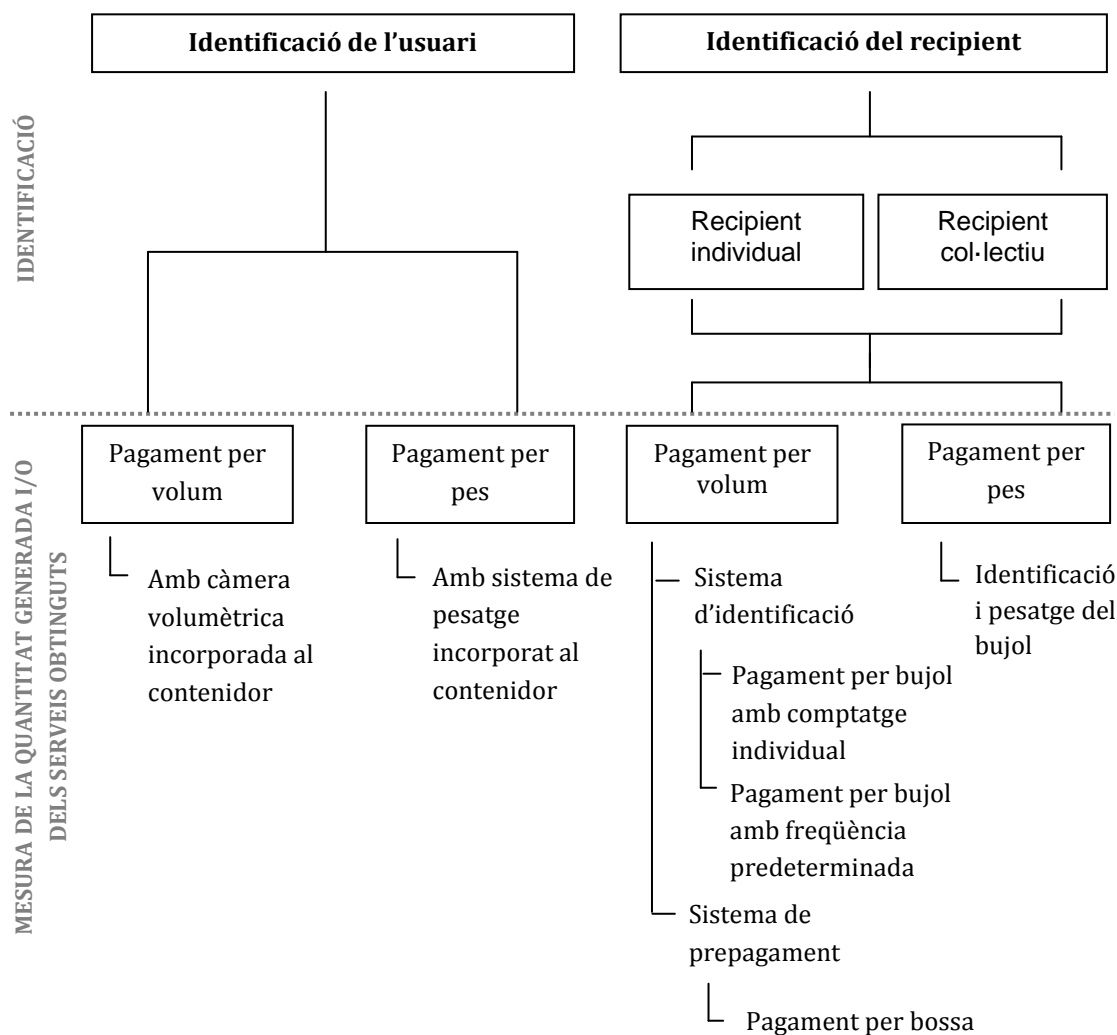 Identificació de l'usuari
Identificació del recipient
IDENTIFICACIÓ
Recipient
individual
Recipient
col·lectiu
MESURA DE LA QUANTITAT GENERADA I/O
DELS SERVEIS OBTINGUTS
Pagament per
volum
Amb càmera
volumètrica
incorporada al
contenidor
Pagament per
pes
Amb sistema de
pesatge
incorporat al
contenidor
Pagament per
volum
Sistema
d'identificació
Pagament per bujol
amb comptatge
individual
Pagament per bujol
amb freqüència
predeterminada
Sistema de
prepagament
Pagament per bossa
Pagament per
pes
Identificació
i pesatge del
bujol